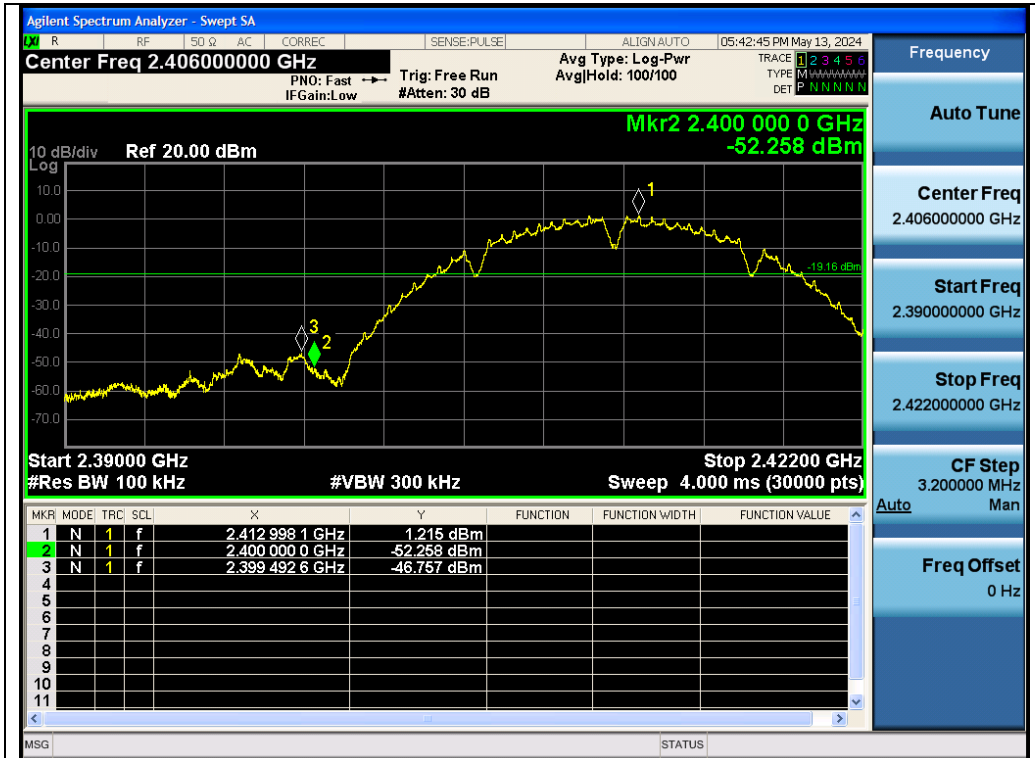 Agilent Spectrum Analyzer - Swept SA
LXI R RF 50 Ω AC CORREC SENSE:PULSE ALIGN AUTO 05:42:45 PM May 13, 2024
Center Freq 2.406000000 GHz
PNO: Fast
IFGain:Low
Trig: Free Run
#Atten: 30 dB
Avg Type: Log-Pwr
Avg|Hold: 100/100
TRACE 1 2 3 4 5 6
TYPE M WWWWW
DET P N N N N N
Mkr2 2.400 000 0 GHz
-52.258 dBm
10 dB/div Ref 20.00 dBm
Log
10.0
0.00
-10.0
-20.0
-30.0
-40.0
-50.0
-60.0
-70.0
1
-19.16 dBm
3
2
Start 2.39000 GHz Stop 2.42200 GHz
#Res BW 100 kHz #VBW 300 kHz Sweep 4.000 ms (30000 pts)
MKR MODE TRC SCL X Y FUNCTION FUNCTION WIDTH FUNCTION VALUE
1 N 1 f 2.412 998 1 GHz 1.215 dBm
2 N 1 f 2.400 000 0 GHz -52.258 dBm
3 N 1 f 2.399 492 6 GHz -46.757 dBm
4
5
6
7
8
9
10
11
MSG STATUS
Frequency
Auto Tune
Center Freq
2.406000000 GHz
Start Freq
2.390000000 GHz
Stop Freq
2.422000000 GHz
CF Step
3.200000 MHz
Auto Man
Freq Offset
0 Hz